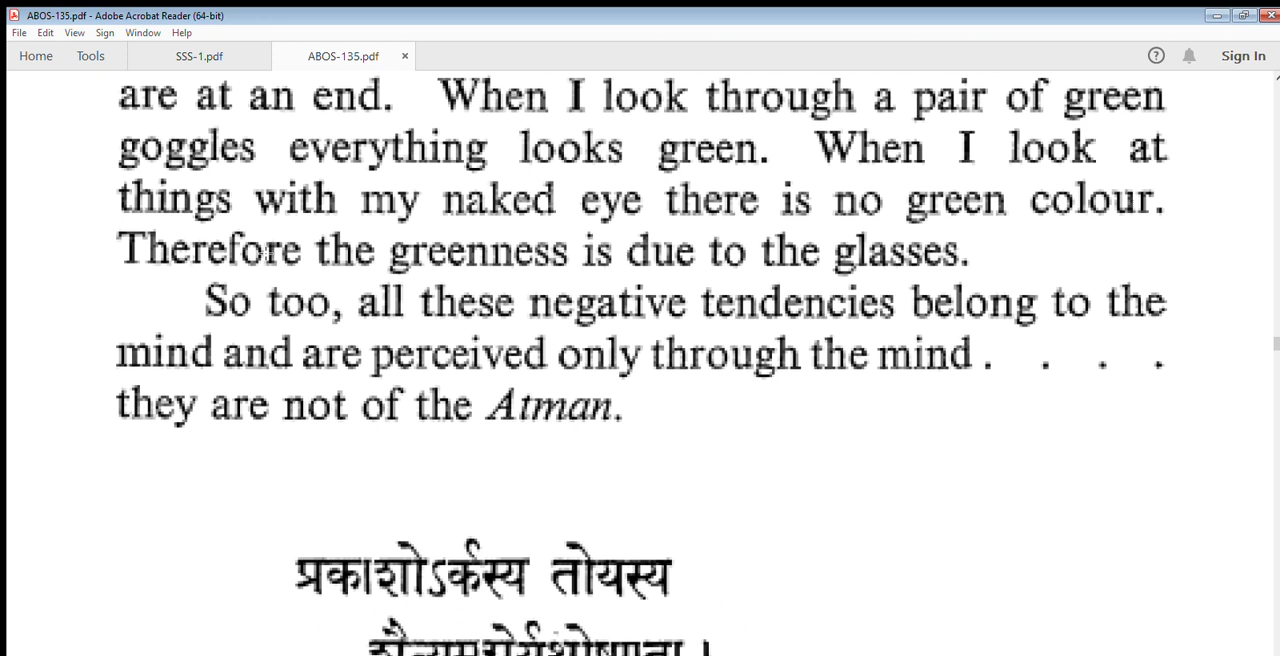 ABOS-135.pdf - Adobe Acrobat Reader (64-bit)
File Edit View Sign Window Help
Home Tools SSS-1.pdf ABOS-135.pdf × ? Sign In
are at an end. When I look through a pair of green
goggles everything looks green. When I look at
things with my naked eye there is no green colour.
Therefore the greenness is due to the glasses.
So too, all these negative tendencies belong to the
mind and are perceived only through the mind . . . .
they are not of the Atman.
प्रकाशोऽर्कस्य तोयस्य